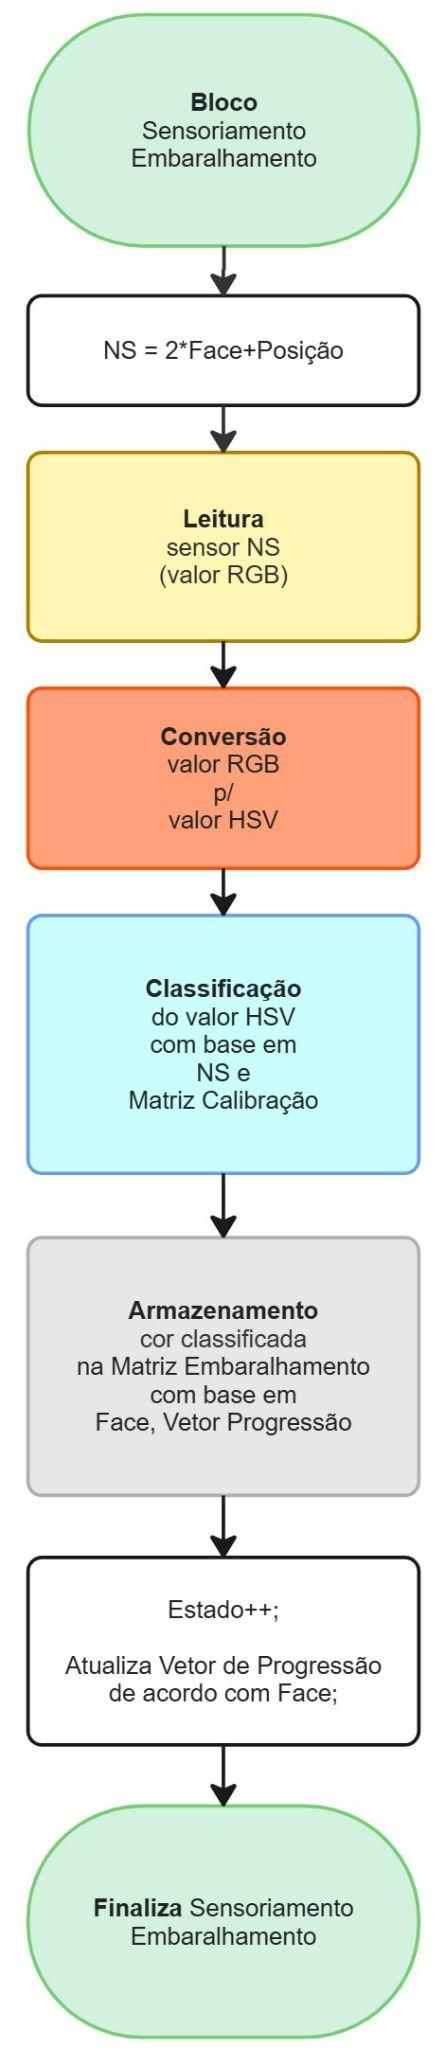 Bloco
Sensoriamento
Embaralhamento
NS = 2*Face+Posição
Leitura
sensor NS
(valor RGB)
Conversão
valor RGB
p/
valor HSV
Classificação
do valor HSV
com base em
NS e
Matriz Calibração
Armazenamento
cor classificada
na Matriz Embaralhamento
com base em
Face, Vetor Progressão
Estado++;
Atualiza Vetor de Progressão
de acordo com Face;
Finaliza Sensoriamento
Embaralhamento